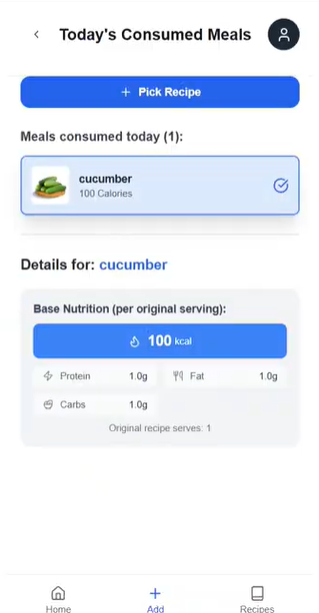 Today's Consumed Meals
+ Pick Recipe
Meals consumed today (1):
cucumber
100 Calories
Details for: cucumber
Base Nutrition (per original serving):
100 kcal
Protein 1.0g Fat 1.0g
Carbs 1.0g
Original recipe serves: 1
Home Add Recipes